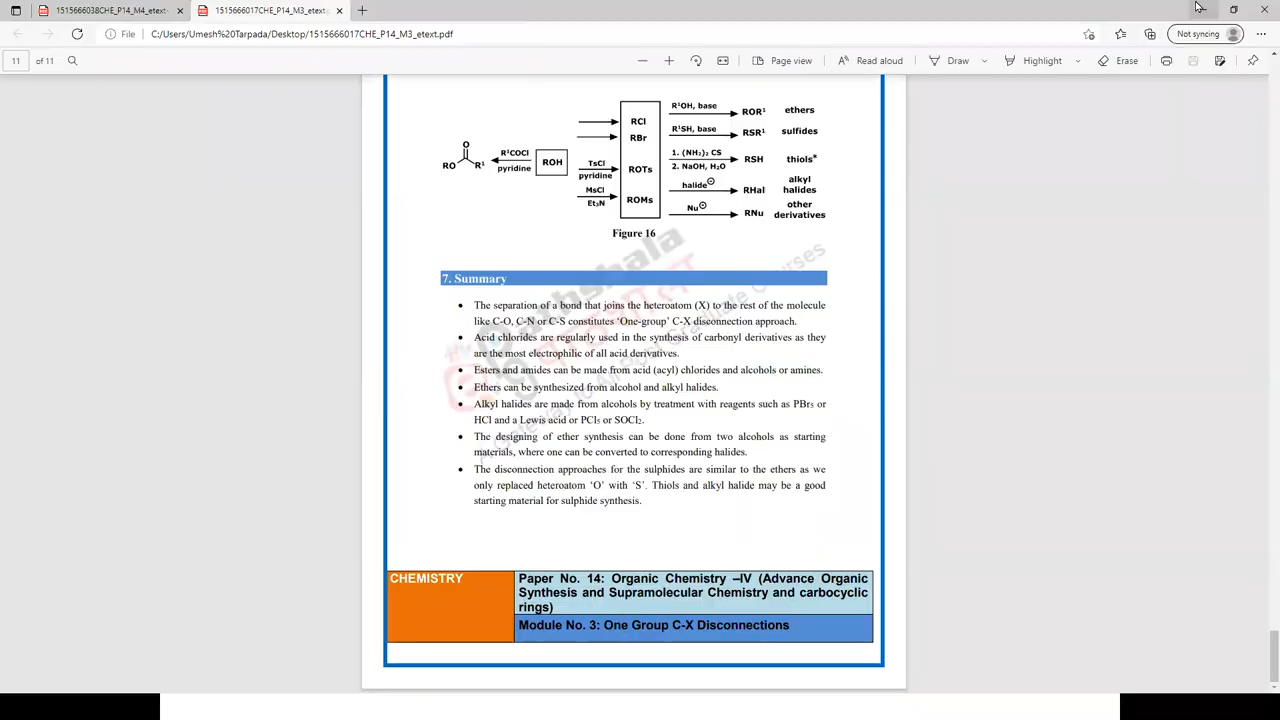 1515666038CHE_P14_M4_etext-
1515666017CHE_P14_M3_etext.p
File
C:/Users/Umesh%20Tarpada/Desktop/1515666017CHE_P14_M3_etext.pdf
Not syncing
11 of 11
Page view
Read aloud
Draw
Highlight
Erase
R¹OH, base
ROR¹ ethers
RCl
RBr
R¹SH, base
RSR¹ sulfides
O
RO
R¹
R¹COCl
pyridine
ROH
TsCl
pyridine
ROTs
1. (NH₂)₂ CS
2. NaOH, H₂O
RSH thiols*
MsCl
Et₃N
ROMs
halide⊖
RHal alkyl halides
Nu⊖
RNu other derivatives
Figure 16
7. Summary
• The separation of a bond that joins the heteroatom (X) to the rest of the molecule
like C-O, C-N or C-S constitutes ‘One-group’ C-X disconnection approach.
• Acid chlorides are regularly used in the synthesis of carbonyl derivatives as they
are the most electrophilic of all acid derivatives.
• Esters and amides can be made from acid (acyl) chlorides and alcohols or amines.
• Ethers can be synthesized from alcohol and alkyl halides.
• Alkyl halides are made from alcohols by treatment with reagents such as PBr₅ or
HCl and a Lewis acid or PCl₅ or SOCl₂.
• The designing of ether synthesis can be done from two alcohols as starting
materials, where one can be converted to corresponding halides.
• The disconnection approaches for the sulphides are similar to the ethers as we
only replaced heteroatom ‘O’ with ‘S’. Thiols and alkyl halide may be a good
starting material for sulphide synthesis.
Pathshala
पाठशाला
A Gateway to All Post Graduate Courses
CHEMISTRY
Paper No. 14: Organic Chemistry –IV (Advance Organic
Synthesis and Supramolecular Chemistry and carbocyclic
rings)
Module No. 3: One Group C-X Disconnections